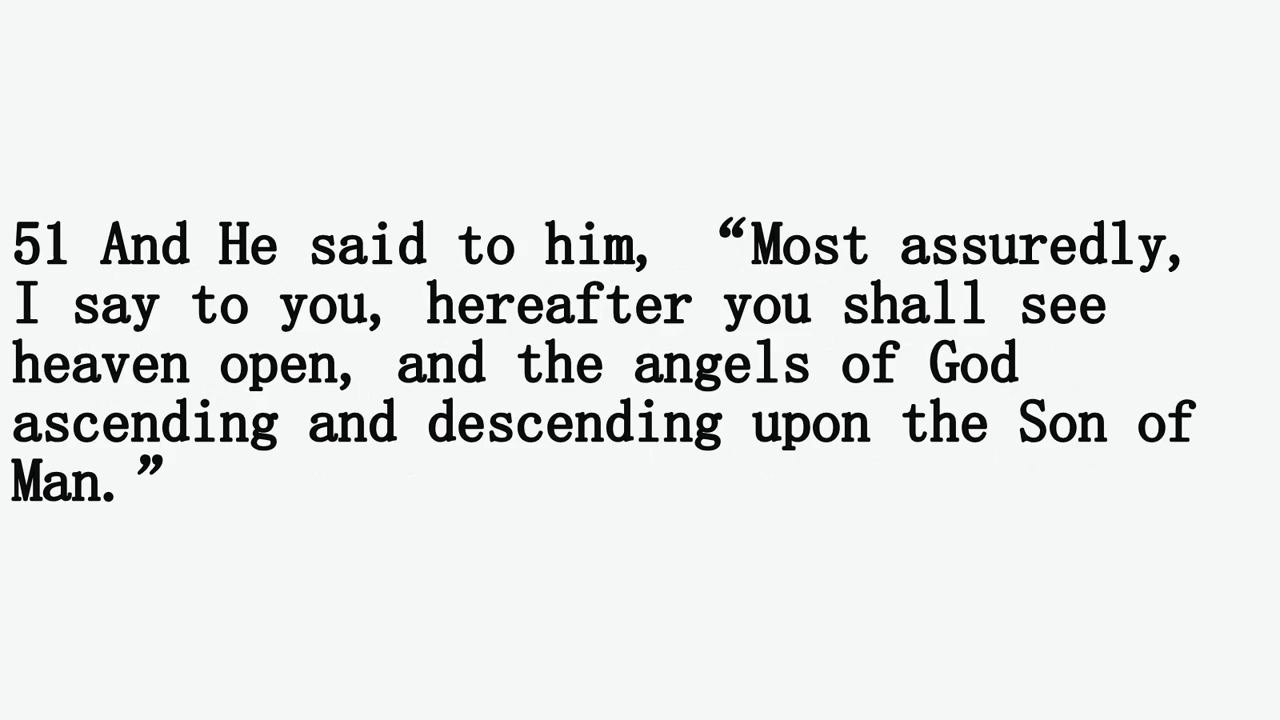 51 And He said to him, “Most assuredly,
I say to you, hereafter you shall see
heaven open, and the angels of God
ascending and descending upon the Son of
Man.”